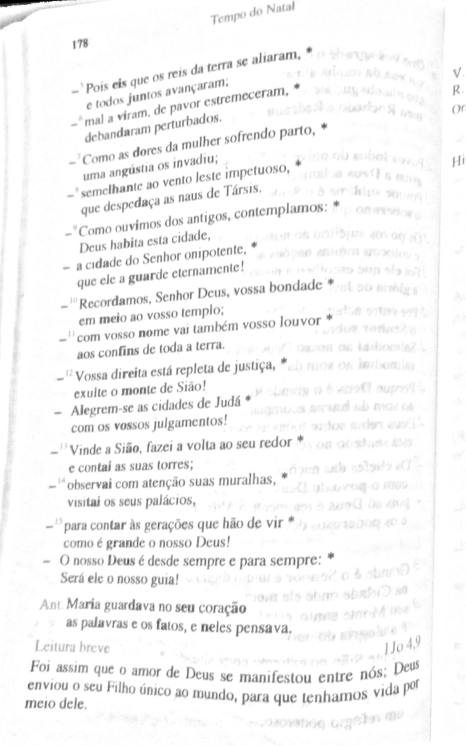 Tempo do Natal
178
–⁵Pois eis que os reis da terra se aliaram, *
e todos juntos avançaram;
–⁶mal a viram, de pavor estremeceram, *
debandaram perturbados.
–⁷Como as dores da mulher sofrendo parto, *
uma angústia os invadiu;
–⁸semelhante ao vento leste impetuoso, *
que despedaça as naus de Társis.
–⁹Como ouvimos dos antigos, contemplamos: *
Deus habita esta cidade,
– a cidade do Senhor onipotente, *
que ele a guarde eternamente!
–¹⁰Recordamos, Senhor Deus, vossa bondade *
em meio ao vosso templo;
–¹¹com vosso nome vai também vosso louvor *
aos confins de toda a terra.
–¹²Vossa direita está repleta de justiça, *
exulte o monte de Sião!
– Alegrem-se as cidades de Judá *
com os vossos julgamentos!
–¹³Vinde a Sião, fazei a volta ao seu redor *
e contai as suas torres;
–¹⁴observai com atenção suas muralhas, *
visitai os seus palácios,
–¹⁵para contar às gerações que hão de vir *
como é grande o nosso Deus!
– O nosso Deus é desde sempre e para sempre: *
Será ele o nosso guia!
Ant. Maria guardava no seu coração
as palavras e os fatos, e neles pensava.
Leitura breve 1Jo 4,9
Foi assim que o amor de Deus se manifestou entre nós: Deus
enviou o seu Filho único ao mundo, para que tenhamos vida por
meio dele.
V.
R.
Hi